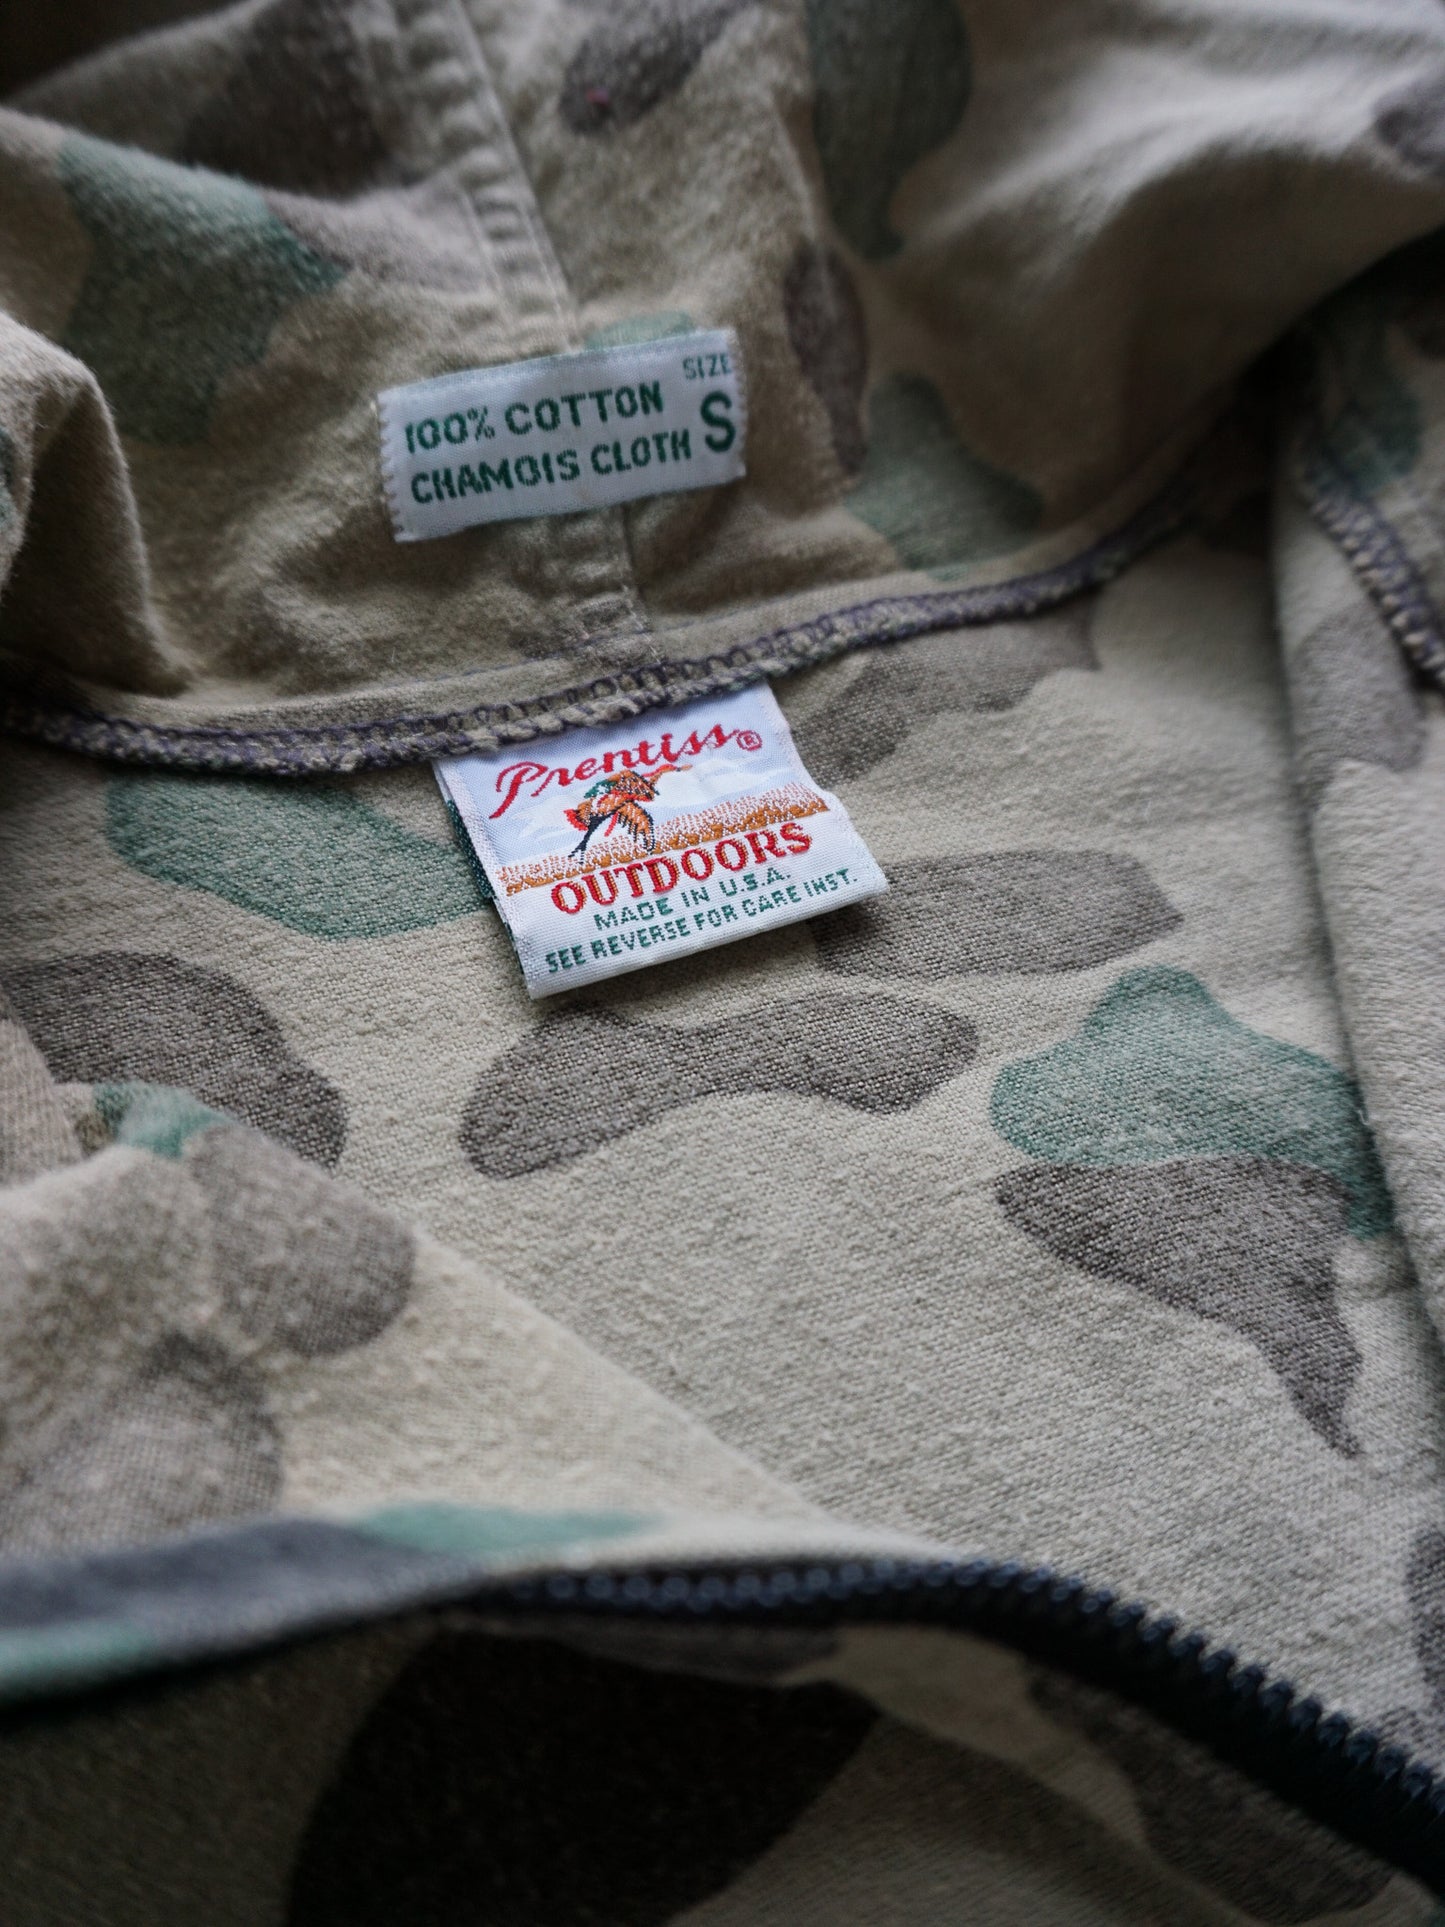 SIZE
100% COTTON
CHAMOIS CLOTH S
Prentiss®
OUTDOORS
MADE IN U.S.A.
SEE REVERSE FOR CARE INST.